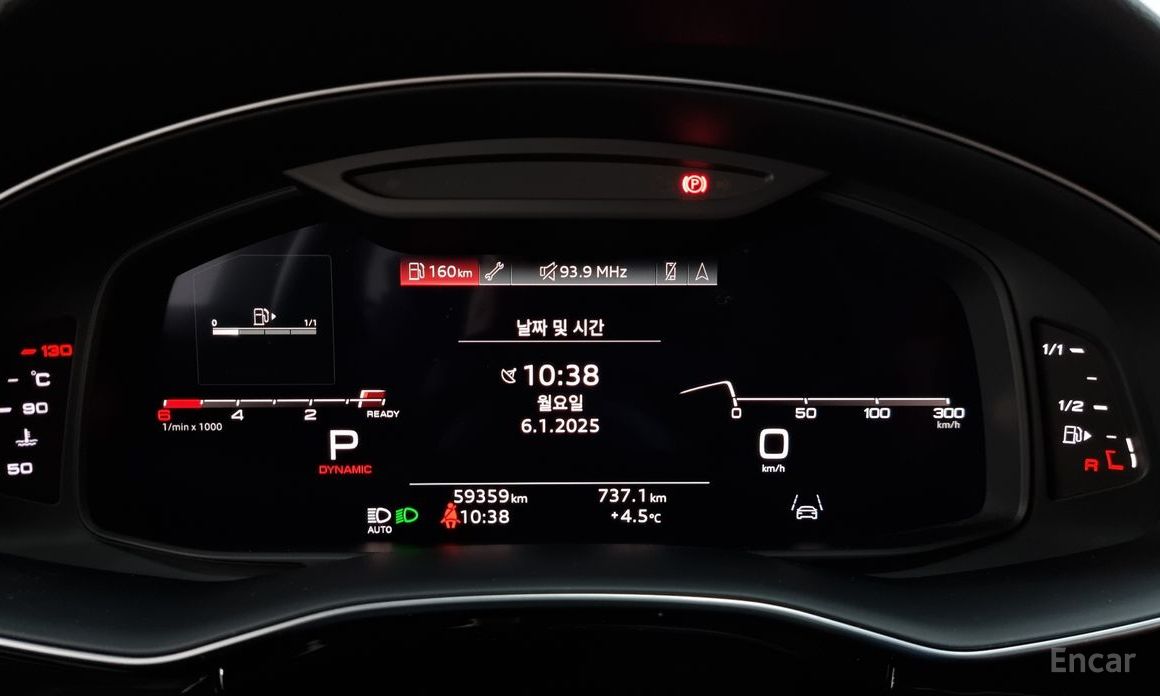 P
160km
93.9 MHz
0 1/1
날짜 및 시간
10:38
월요일
6.1.2025
6 4 2 READY
1/min x 1000
P
DYNAMIC
0 50 100 300
km/h
0
km/h
130
°C
90
50
1/1
1/2
R
59359km 737.1km
AUTO 10:38 +4.5°C
Encar